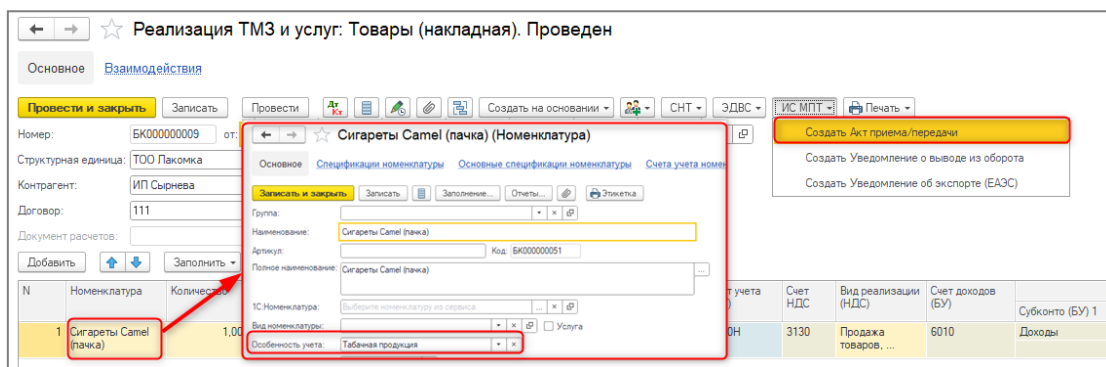 Реализация ТМЗ и услуг: Товары (накладная). Проведен
Основное Взаимодействия
Провести и закрыть Записать Провести Дт Кт Создать на основании СНТ ЭДВС ИС МПТ Печать
Создать Акт приема/передачи
Создать Уведомление о выводе из оборота
Создать Уведомление об экспорте (ЕАЭС)
Номер: БК000000009 от:
Структурная единица: ТОО Лакомка
Контрагент: ИП Сырнева
Договор: 111
Документ расчетов:
Добавить Заполнить
Сигареты Camel (пачка) (Номенклатура)
Основное Спецификации номенклатуры Основные спецификации номенклатуры Счета учета номен
Записать и закрыть Записать Заполнение... Отчеты... Этикетка
Группа:
Наименование: Сигареты Camel (пачка)
Артикул: Код: БК000000051
Полное наименование: Сигареты Camel (пачка)
1С:Номенклатура: Выберите номенклатуру из сервиса
Вид номенклатуры: Услуга
Особенность учета: Табачная продукция
N Номенклатура Количество т учета Счет НДС Вид реализации (НДС) Счет доходов (БУ) Субконто (БУ) 1
1 Сигареты Camel (пачка) 1,00 0Н 3130 Продажа товаров, ... 6010 Доходы